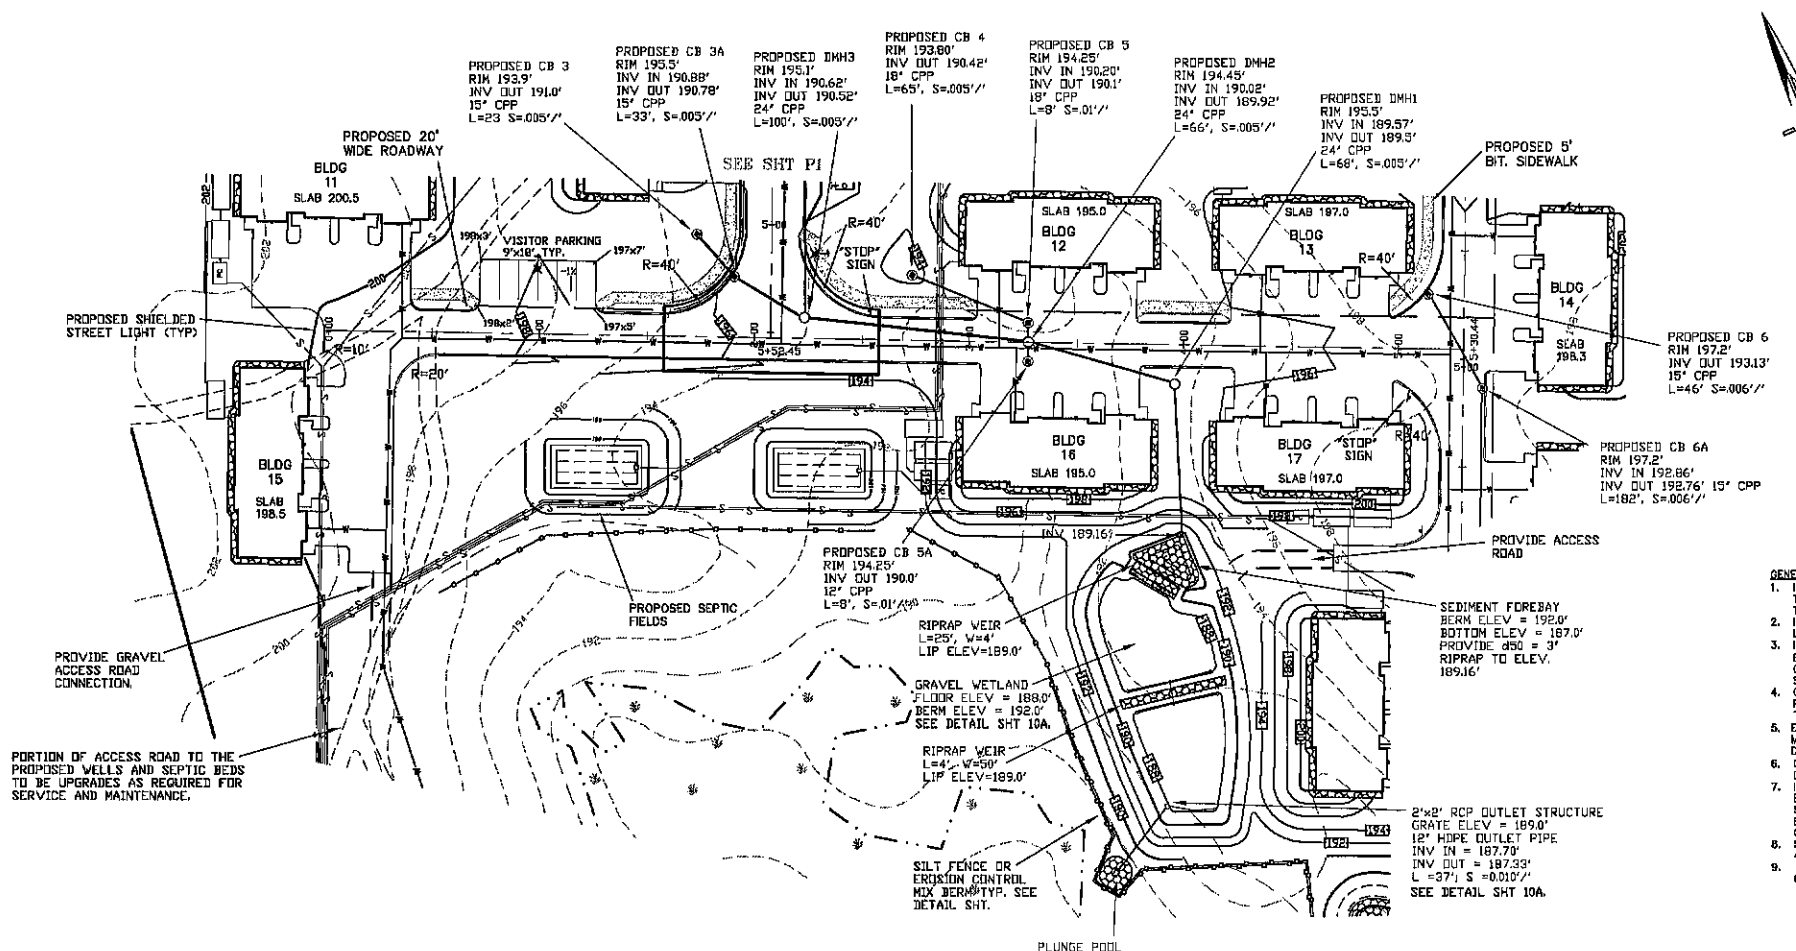 PROPOSED CB 3
RIM 193.9'
INV OUT 191.0'
15" CPP
L=23 S=.005'/'
PROPOSED CB 3A
RIM 195.5'
INV IN 190.88'
INV OUT 190.78'
15" CPP
L=33', S=.005'/'
PROPOSED DMH3
RIM 195.1'
INV IN 190.62'
INV OUT 190.52'
24" CPP
L=100', S=.005'/'
PROPOSED CB 4
RIM 193.80'
INV OUT 190.42'
18" CPP
L=65', S=.005'/'
PROPOSED CB 5
RIM 194.25'
INV IN 190.20'
INV OUT 190.1'
18" CPP
L=8' S=.01'/'
PROPOSED DMH2
RIM 194.45'
INV IN 190.02'
INV OUT 189.92'
24" CPP
L=66', S=.005'/'
PROPOSED DMH1
RIM 195.5'
INV IN 189.57'
INV OUT 189.5'
24" CPP
L=68', S=.005'/'
PROPOSED 5'
BIT. SIDEWALK
PROPOSED 20'
WIDE ROADWAY
SEE SHT P1
BLDG
11
SLAB 200.5
VISITOR PARKING
9'x18' TYP.
198x3'
197x7'
198x2'
197x5'
R=40'
R=40'
"STOP"
SIGN
SLAB 195.0
BLDG
12
SLAB 197.0
BLDG
13
R=40'
BLDG
14
SLAB
198.3
PROPOSED SHIELDED
STREET LIGHT (TYP)
R=10'
R=20'
5+52.45
5+30.44
PROPOSED CB 6
RIM 197.2'
INV OUT 193.13'
15" CPP
L=46' S=.006'/'
PROPOSED CB 6A
RIM 197.2'
INV IN 192.86'
INV OUT 192.76' 15" CPP
L=182', S=.006'/'
BLDG
15
SLAB
198.5
BLDG
16
SLAB 195.0
BLDG
17
SLAB 197.0
"STOP"
SIGN
R=40'
INV 189.16'
PROVIDE ACCESS
ROAD
PROPOSED CB 5A
RIM 194.25'
INV OUT 190.0'
12" CPP
L=8', S=.01'/'
PROPOSED SEPTIC
FIELDS
RIPRAP WEIR
L=25', W=4'
LIP ELEV=189.0'
SEDIMENT FOREBAY
BERM ELEV = 192.0'
BOTTOM ELEV = 187.0'
PROVIDE d50 = 3"
RIPRAP TO ELEV.
189.16'
PROVIDE GRAVEL
ACCESS ROAD
CONNECTION.
GRAVEL WETLAND
FLOOR ELEV = 188.0'
BERM ELEV = 192.0'
SEE DETAIL SHT 10A.
RIPRAP WEIR
L=4', W=50'
LIP ELEV=189.0'
PORTION OF ACCESS ROAD TO THE
PROPOSED WELLS AND SEPTIC BEDS
TO BE UPGRADES AS REQUIRED FOR
SERVICE AND MAINTENANCE.
2'x2' RCP OUTLET STRUCTURE
GRATE ELEV = 189.0'
12" HDPE OUTLET PIPE
INV IN = 187.70'
INV OUT = 187.33'
L =37', S =0.010'/'
SEE DETAIL SHT 10A.
SILT FENCE OR
EROSION CONTROL
MIX BERM TYP. SEE
DETAIL SHT.
PLUNGE POOL
GENE
1.
2.
3.
4.
5.
6.
7.
8.
9.